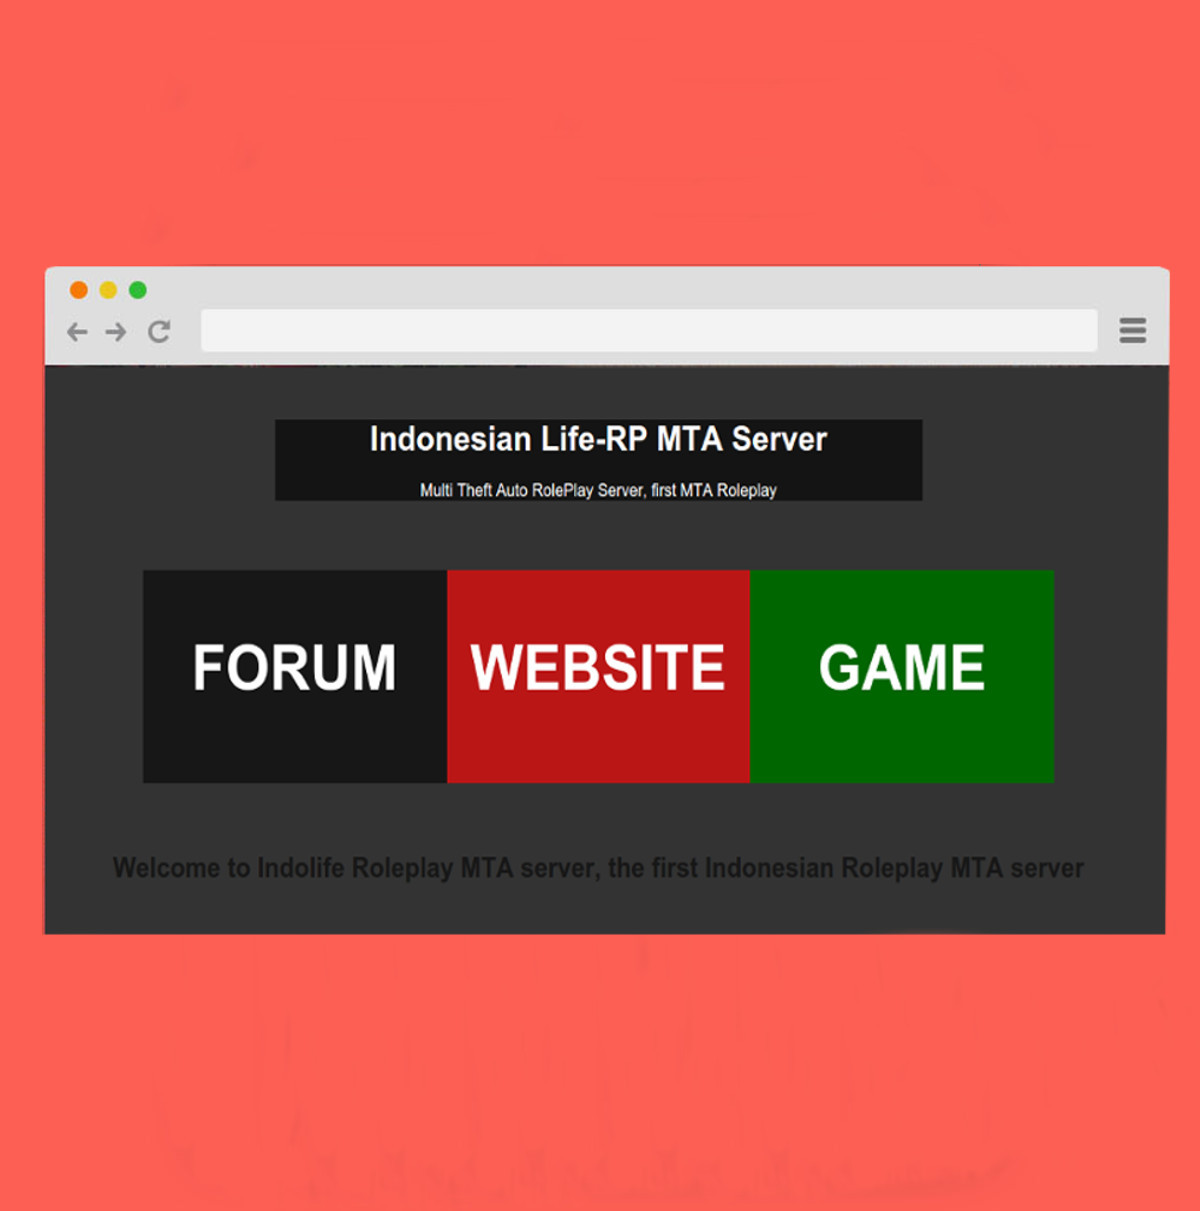 Indonesian Life-RP MTA Server
Multi Theft Auto RolePlay Server, first MTA Roleplay
FORUM
WEBSITE
GAME
Welcome to Indolife Roleplay MTA server, the first Indonesian Roleplay MTA server